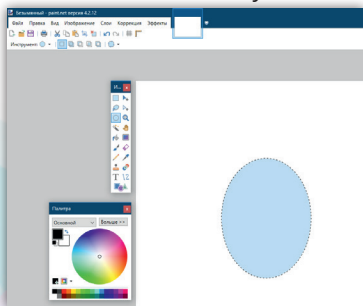 Безымянный - paint.net версия 4.2.12
Файл Правка Вид Изображение Слои Коррекция Эффекты
Инструмент:
И...
Палитра
Основной
Больше >>